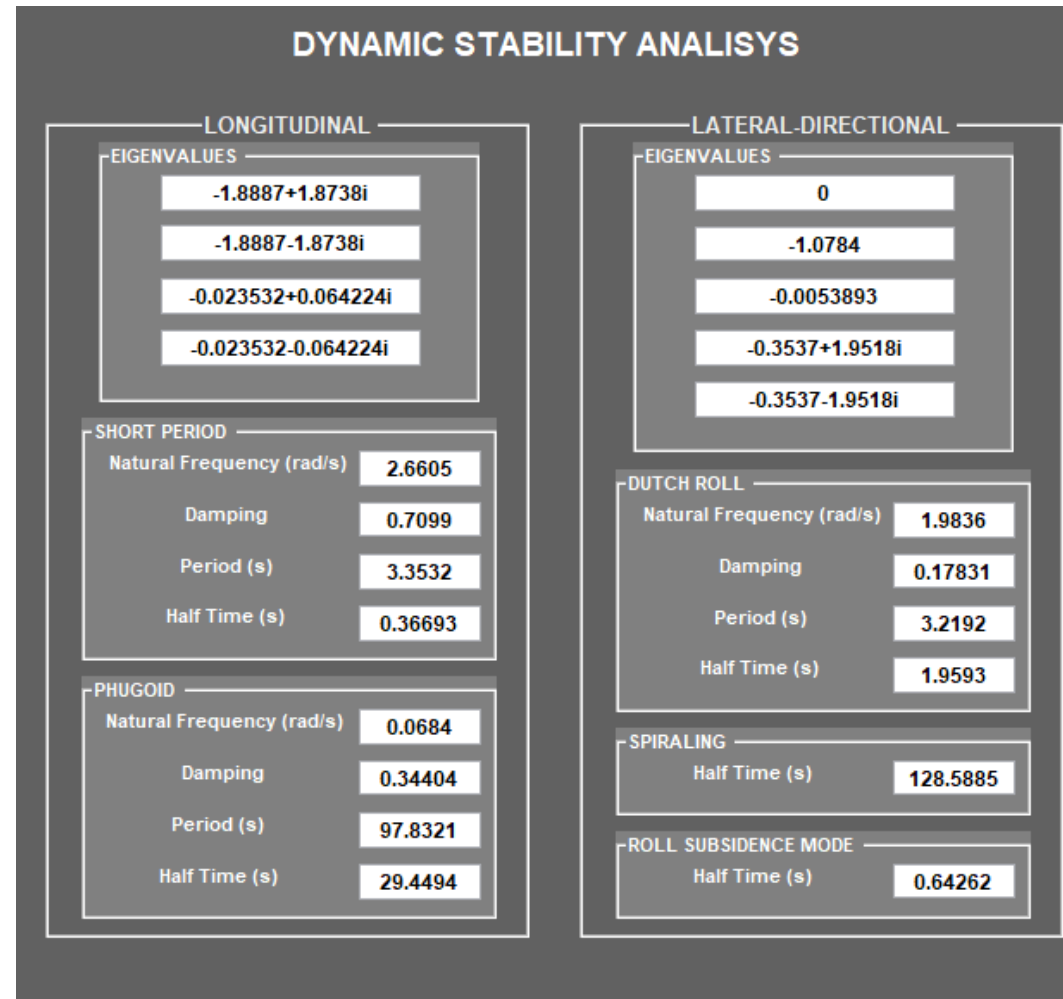 DYNAMIC STABILITY ANALISYS
LONGITUDINAL
EIGENVALUES
-1.8887+1.8738i
-1.8887-1.8738i
-0.023532+0.064224i
-0.023532-0.064224i
SHORT PERIOD
Natural Frequency (rad/s) 2.6605
Damping 0.7099
Period (s) 3.3532
Half Time (s) 0.36693
PHUGOID
Natural Frequency (rad/s) 0.0684
Damping 0.34404
Period (s) 97.8321
Half Time (s) 29.4494
LATERAL-DIRECTIONAL
EIGENVALUES
0
-1.0784
-0.0053893
-0.3537+1.9518i
-0.3537-1.9518i
DUTCH ROLL
Natural Frequency (rad/s) 1.9836
Damping 0.17831
Period (s) 3.2192
Half Time (s) 1.9593
SPIRALING
Half Time (s) 128.5885
ROLL SUBSIDENCE MODE
Half Time (s) 0.64262